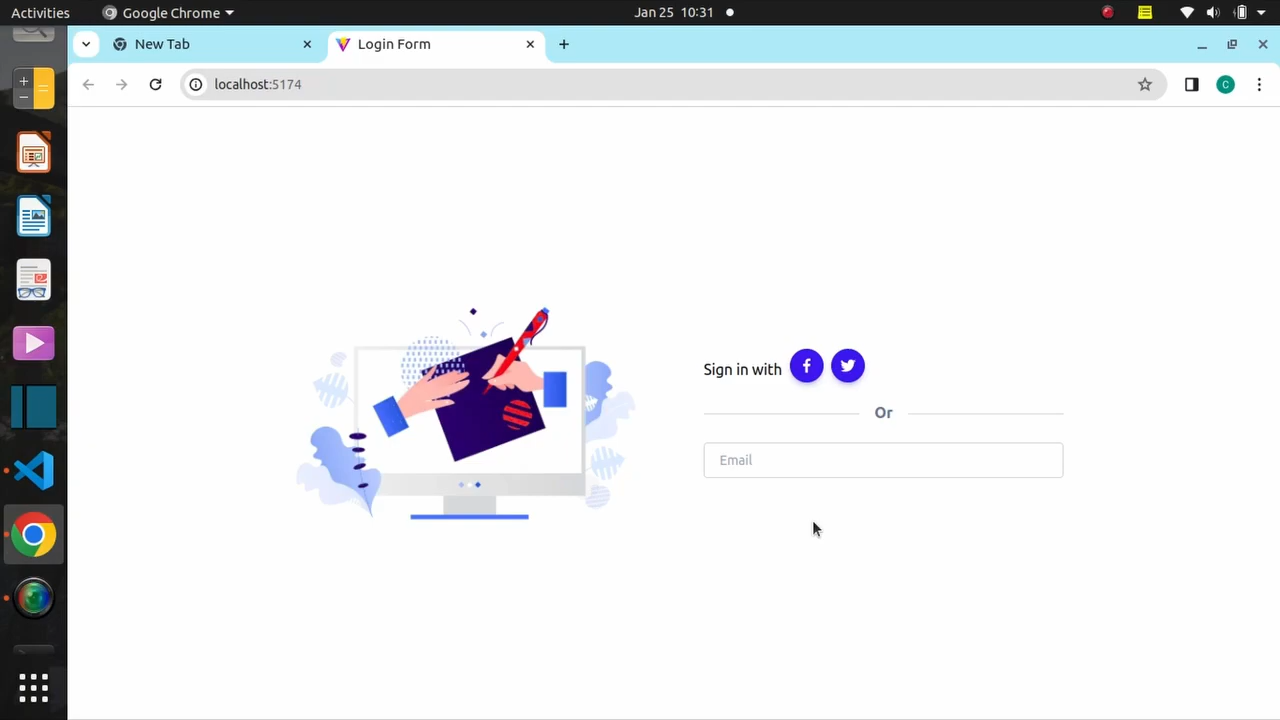 Activities
Google Chrome
Jan 25 10:31
New Tab
Login Form
localhost:5174
C
Sign in with
Or
Email